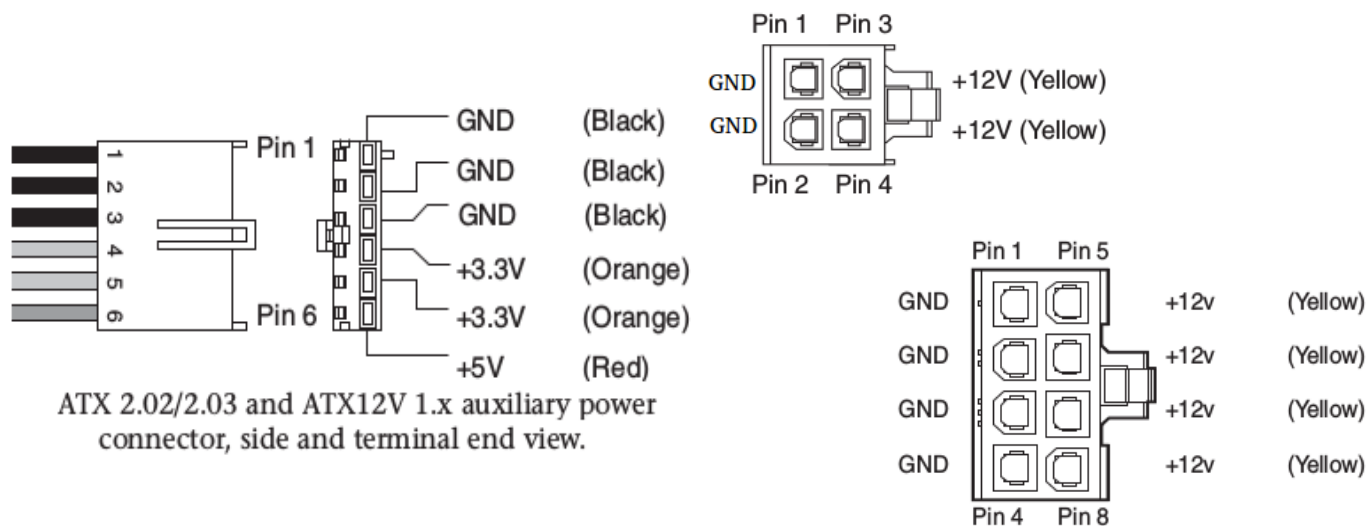 Pin 1 Pin 3
GND +12V (Yellow)
GND +12V (Yellow)
Pin 2 Pin 4
1
2
3
4
5
6
Pin 1
Pin 6
GND (Black)
GND (Black)
GND (Black)
+3.3V (Orange)
+3.3V (Orange)
+5V (Red)
ATX 2.02/2.03 and ATX12V 1.x auxiliary power
connector, side and terminal end view.
Pin 1 Pin 5
GND +12v (Yellow)
GND +12v (Yellow)
GND +12v (Yellow)
GND +12v (Yellow)
Pin 4 Pin 8